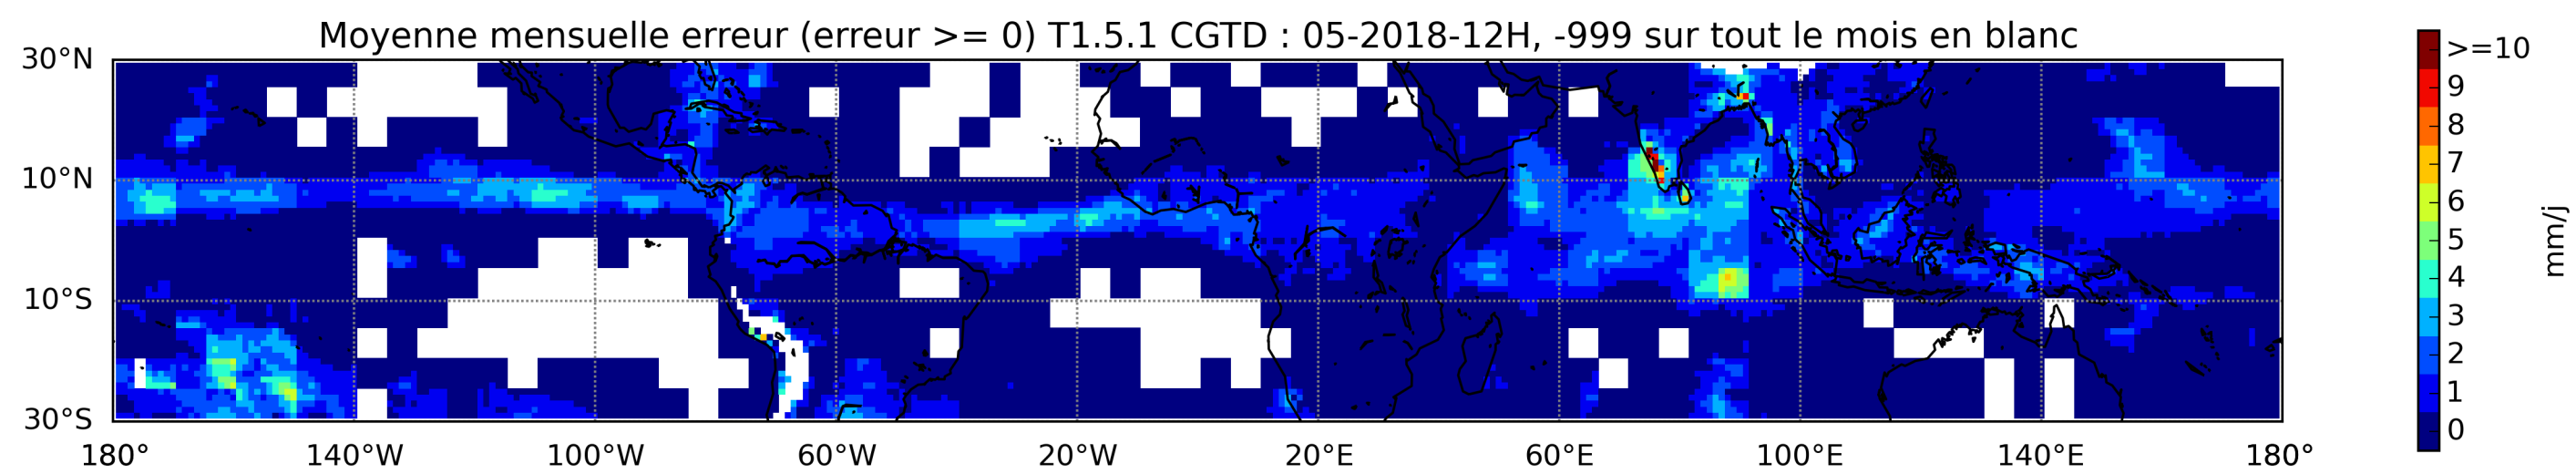 Moyenne mensuelle erreur (erreur >= 0) T1.5.1 CGTD : 05-2018-12H, -999 sur tout le mois en blanc
30°N
10°N
10°S
30°S
180° 140°W 100°W 60°W 20°W 20°E 60°E 100°E 140°E 180°
>=10
9
8
7
6
5
4
3
2
1
0
mm/j